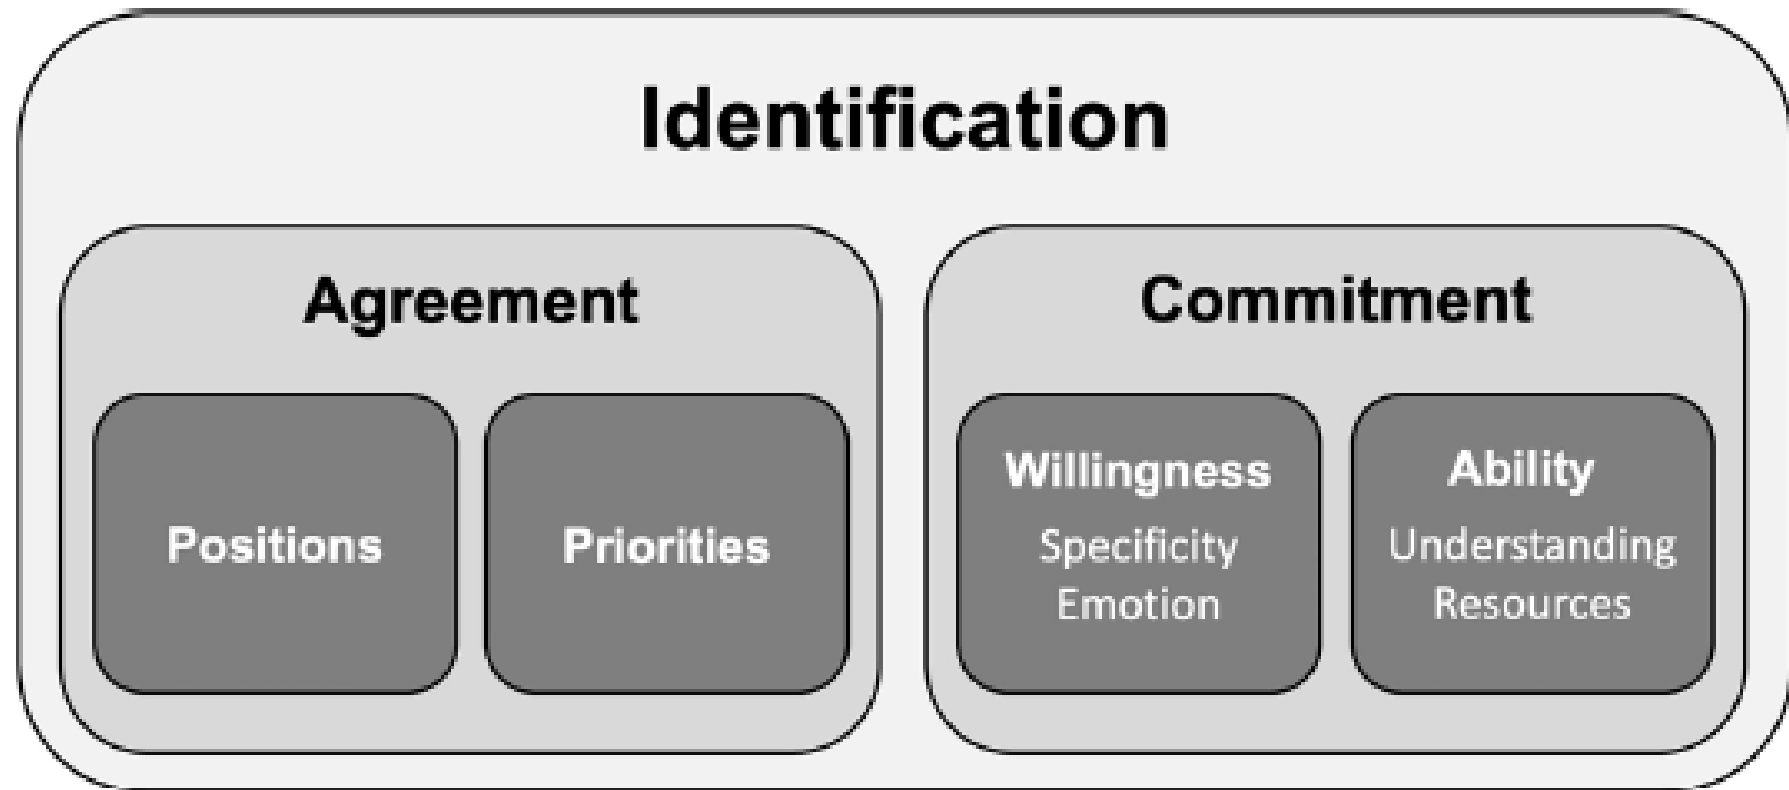 Identification
Agreement
Commitment
Positions
Priorities
Willingness
Specificity
Emotion
Ability
Understanding
Resources